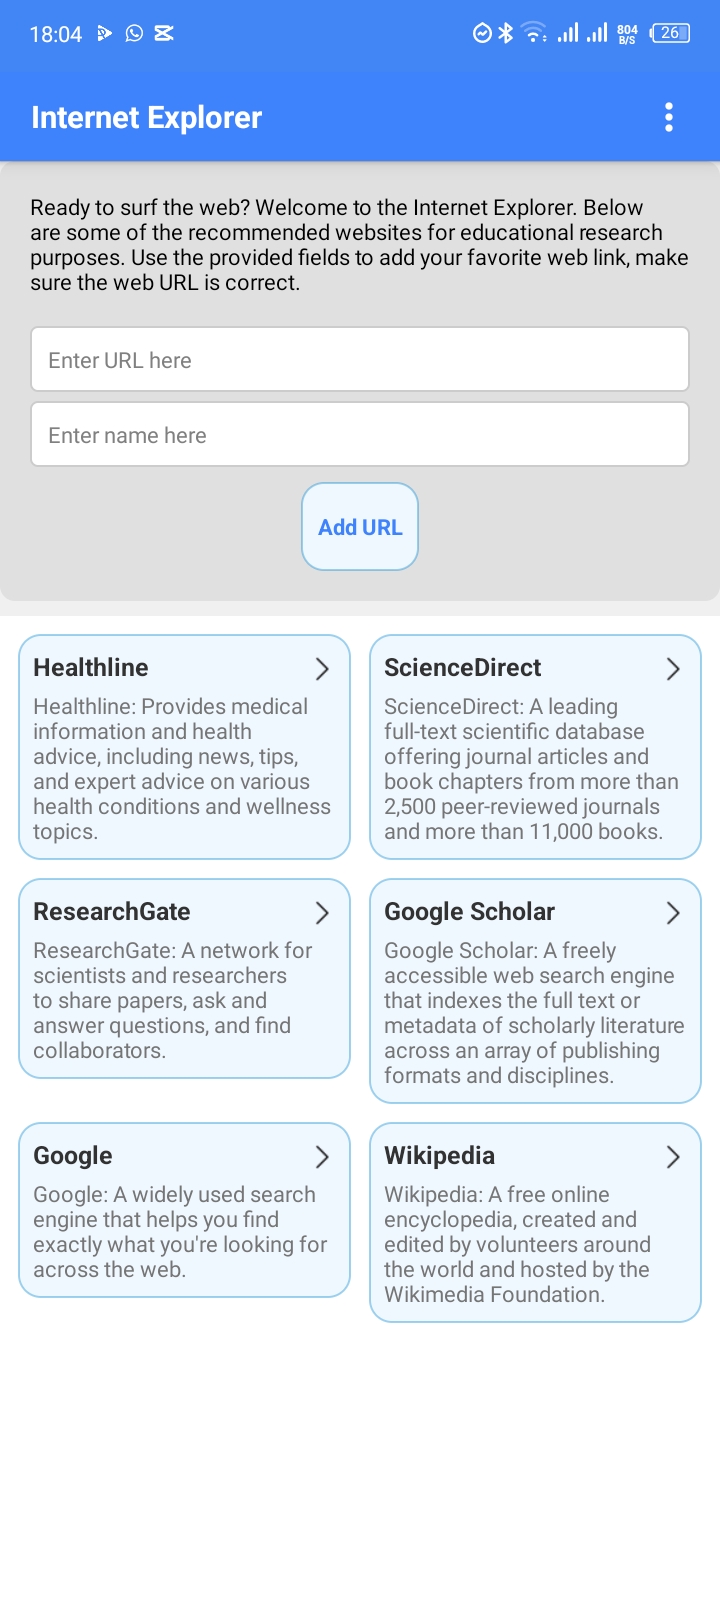 18:04
804
B/S
26
Internet Explorer
Ready to surf the web? Welcome to the Internet Explorer. Below
are some of the recommended websites for educational research
purposes. Use the provided fields to add your favorite web link, make
sure the web URL is correct.
Enter URL here
Enter name here
Add URL
Healthline
Healthline: Provides medical
information and health
advice, including news, tips,
and expert advice on various
health conditions and wellness
topics.
ScienceDirect
ScienceDirect: A leading
full-text scientific database
offering journal articles and
book chapters from more than
2,500 peer-reviewed journals
and more than 11,000 books.
ResearchGate
ResearchGate: A network for
scientists and researchers
to share papers, ask and
answer questions, and find
collaborators.
Google Scholar
Google Scholar: A freely
accessible web search engine
that indexes the full text or
metadata of scholarly literature
across an array of publishing
formats and disciplines.
Google
Google: A widely used search
engine that helps you find
exactly what you're looking for
across the web.
Wikipedia
Wikipedia: A free online
encyclopedia, created and
edited by volunteers around
the world and hosted by the
Wikimedia Foundation.